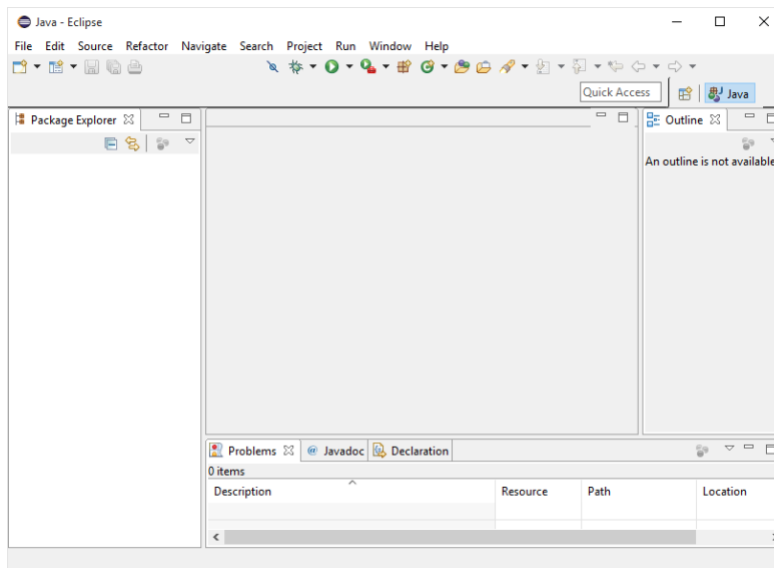 Java - Eclipse
File Edit Source Refactor Navigate Search Project Run Window Help
Quick Access
Java
Package Explorer
Outline
An outline is not available
Problems Javadoc Declaration
0 items
Description Resource Path Location